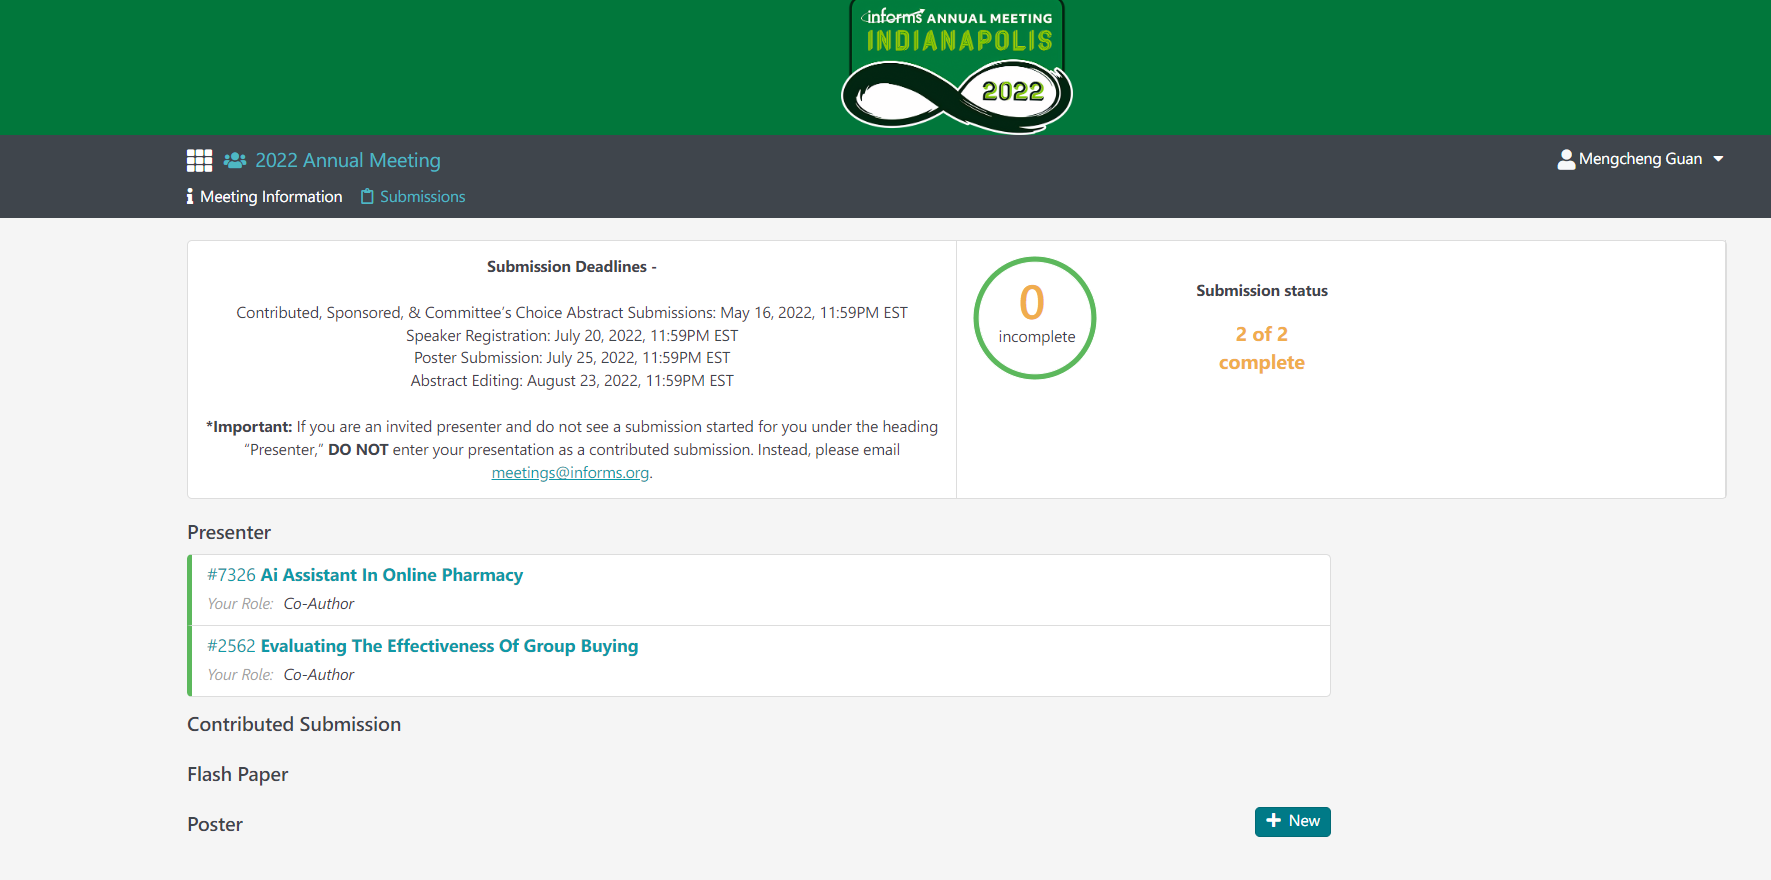 informs ANNUAL MEETING
INDIANAPOLIS
2022
2022 Annual Meeting
Mengcheng Guan
Meeting Information Submissions
Submission Deadlines -
Contributed, Sponsored, & Committee's Choice Abstract Submissions: May 16, 2022, 11:59PM EST
Speaker Registration: July 20, 2022, 11:59PM EST
Poster Submission: July 25, 2022, 11:59PM EST
Abstract Editing: August 23, 2022, 11:59PM EST
*Important: If you are an invited presenter and do not see a submission started for you under the heading
“Presenter,” DO NOT enter your presentation as a contributed submission. Instead, please email
meetings@informs.org.
0
incomplete
Submission status
2 of 2
complete
Presenter
#7326 Ai Assistant In Online Pharmacy
Your Role: Co-Author
#2562 Evaluating The Effectiveness Of Group Buying
Your Role: Co-Author
Contributed Submission
Flash Paper
Poster
New